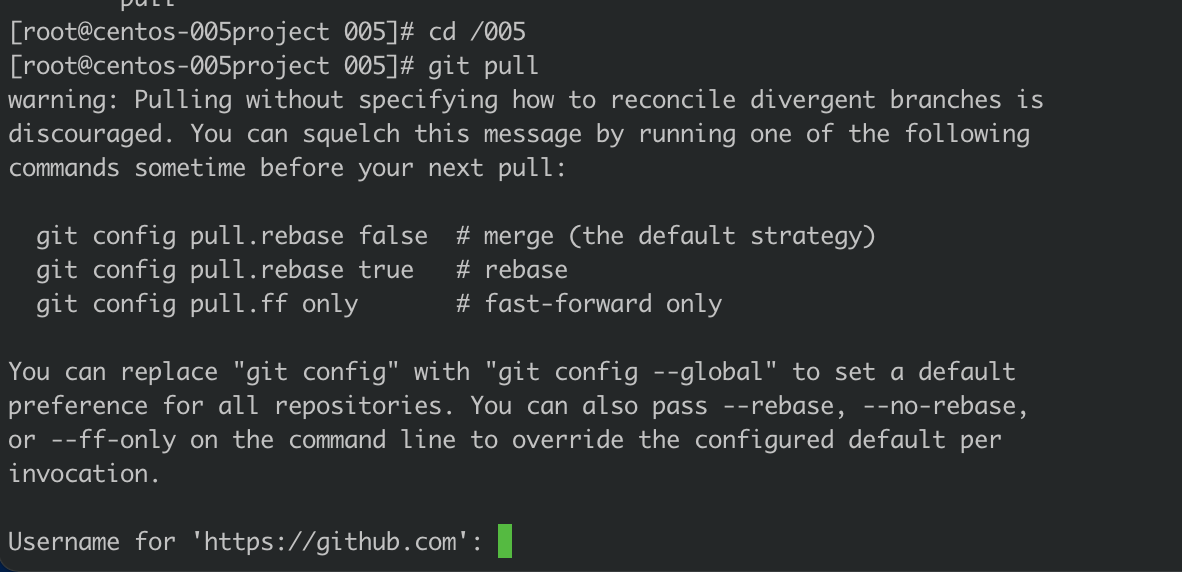 pull
[root@centos-005project 005]# cd /005
[root@centos-005project 005]# git pull
warning: Pulling without specifying how to reconcile divergent branches is
discouraged. You can squelch this message by running one of the following
commands sometime before your next pull:
  git config pull.rebase false  # merge (the default strategy)
  git config pull.rebase true   # rebase
  git config pull.ff only       # fast-forward only
You can replace "git config" with "git config --global" to set a default
preference for all repositories. You can also pass --rebase, --no-rebase,
or --ff-only on the command line to override the configured default per
invocation.
Username for 'https://github.com':